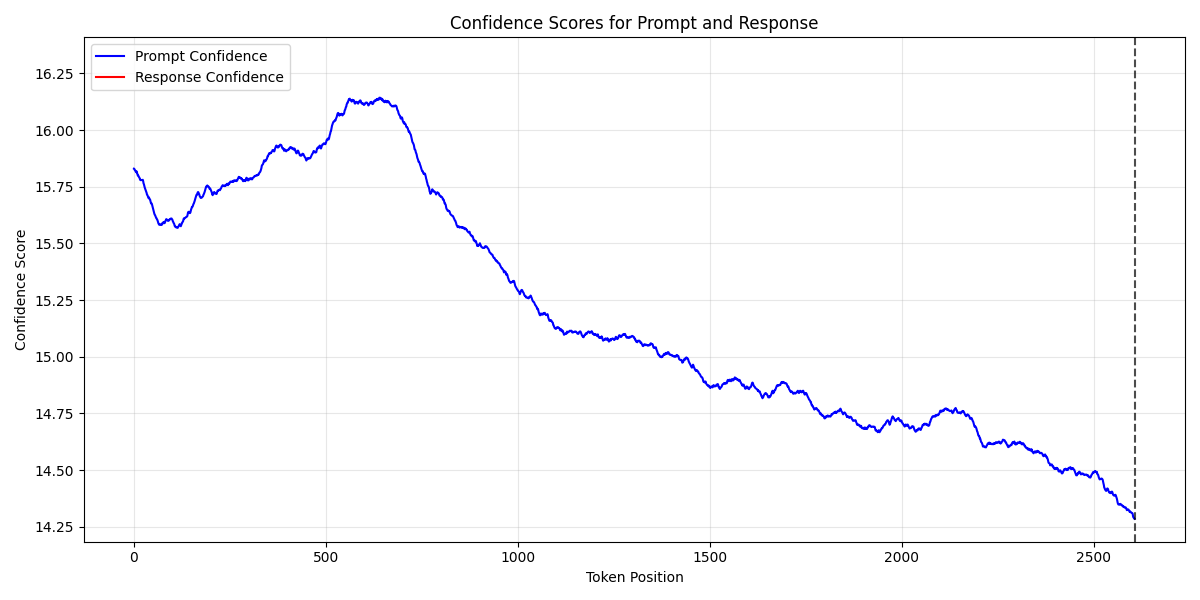 Confidence Scores for Prompt and Response
Prompt Confidence
Response Confidence
Confidence Score
16.25
16.00
15.75
15.50
15.25
15.00
14.75
14.50
14.25
0 500 1000 1500 2000 2500
Token Position